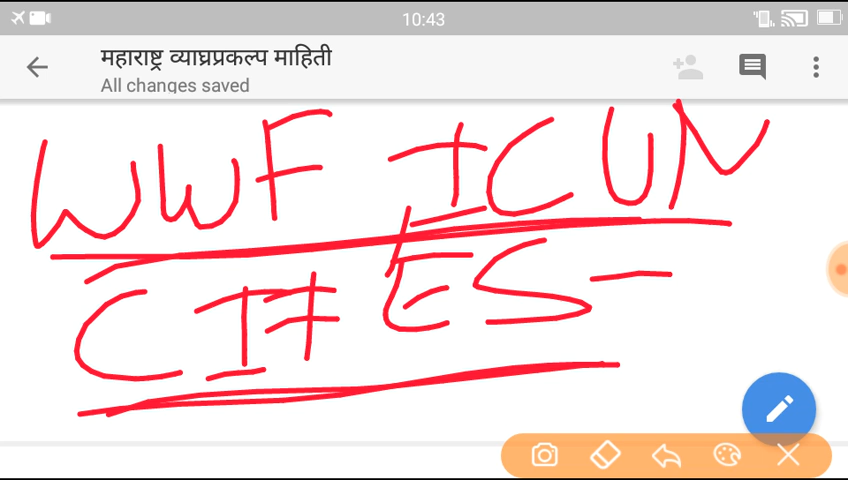 10:43
महाराष्ट्र व्याघ्रप्रकल्प माहिती
All changes saved
WWF ICUN
CITES -